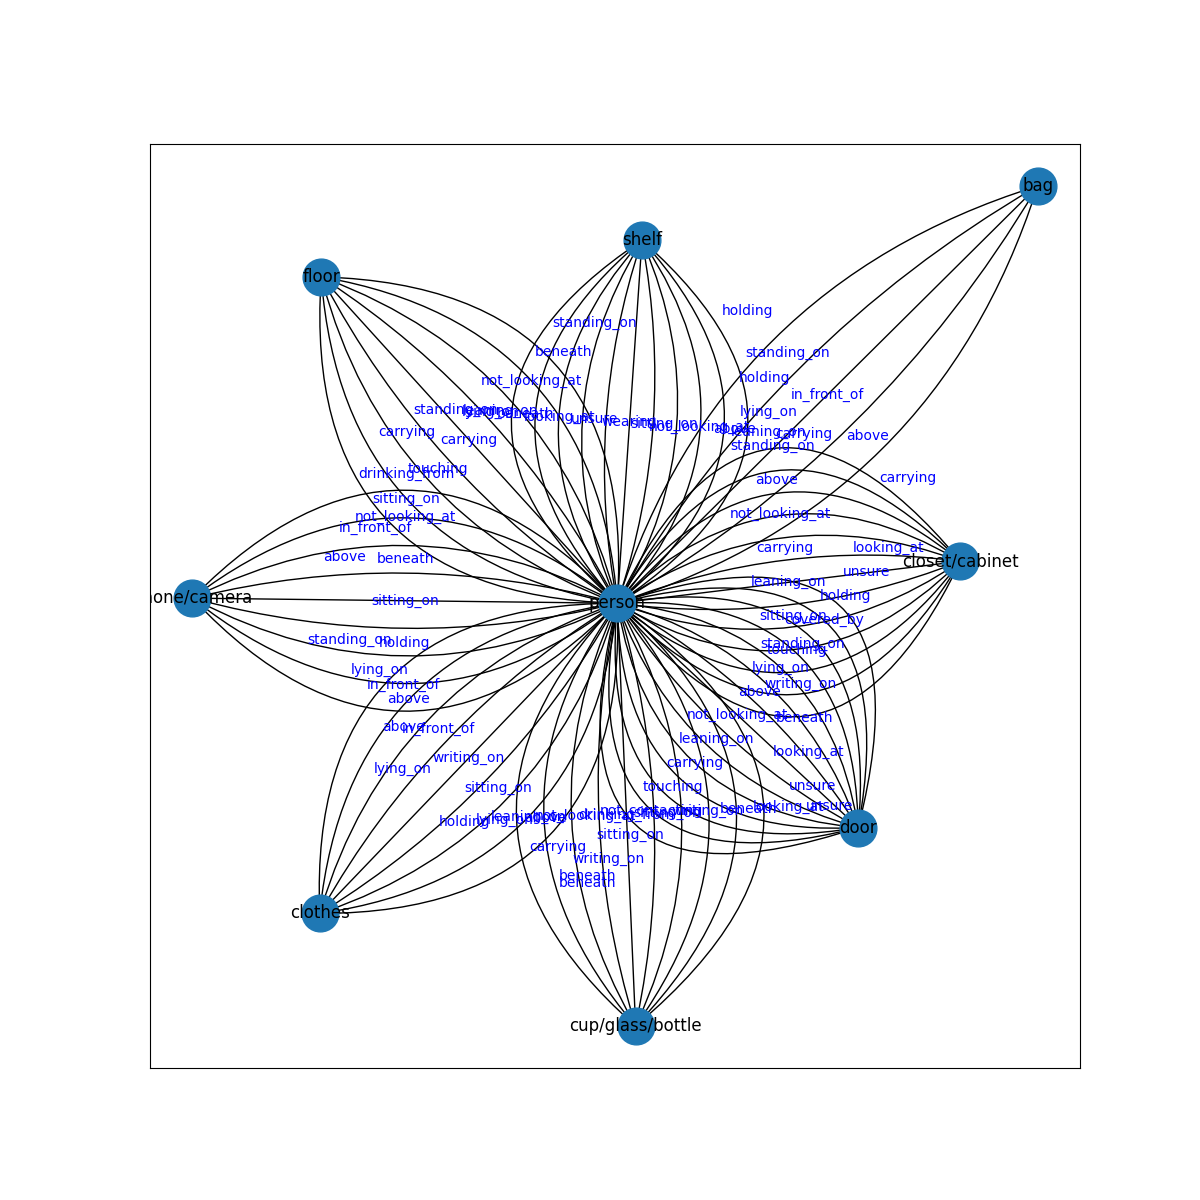 bag
shelf
floor
holding
standing_on
beneath
standing_on
holding
not_looking_at
in_front_of
lying_on
carrying
carrying
carrying
above
standing_on
touching
drinking_from
above
carrying
sitting_on
not_looking_at
not_looking_at
in_front_of
carrying
looking_at
above
beneath
closet/cabinet
unsure
leaning_on
holding
one/camera
sitting_on
person
sitting_on
covered_by
standing_on
holding
standing_on
touching
lying_on
lying_on
in_front_of
writing_on
above
above
not_looking_at
beneath
above
in_front_of
leaning_on
looking_at
writing_on
carrying
lying_on
sitting_on
touching
unsure
beneath
looking_at
unsure
holding
lying_on
door
sitting_on
carrying
writing_on
beneath
beneath
clothes
cup/glass/bottle